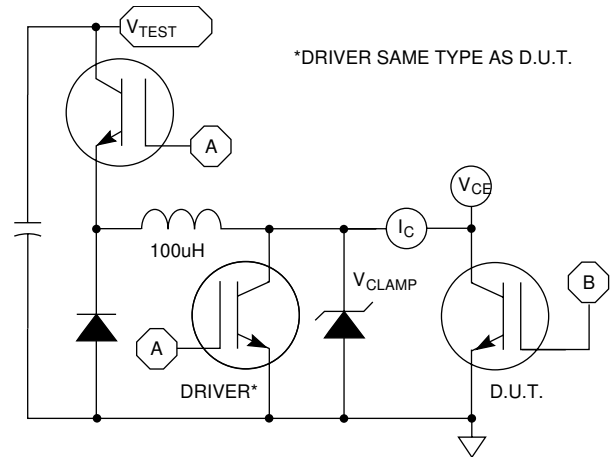 V_TEST
*DRIVER SAME TYPE AS D.U.T.
A
V_CE
I_C
100uH
V_CLAMP
B
A
DRIVER*
D.U.T.